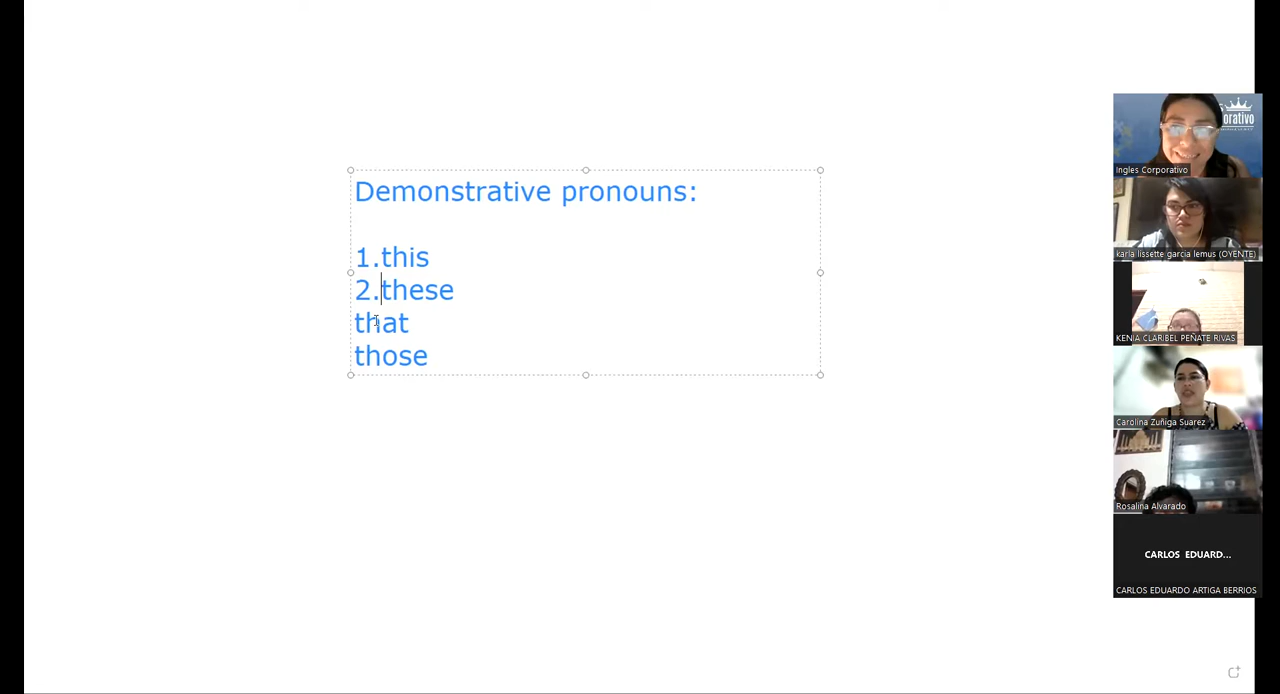 Demonstrative pronouns:
1.this
2.these
that
those
orativo
Ingles Corporativo
karla lissette garcia lemus (OYENTE)
KENIA CLARIBEL PEÑATE RIVAS
Carolina Zuñiga Suarez
Rosalina Alvarado
CARLOS EDUARD...
CARLOS EDUARDO ARTIGA BERRIOS